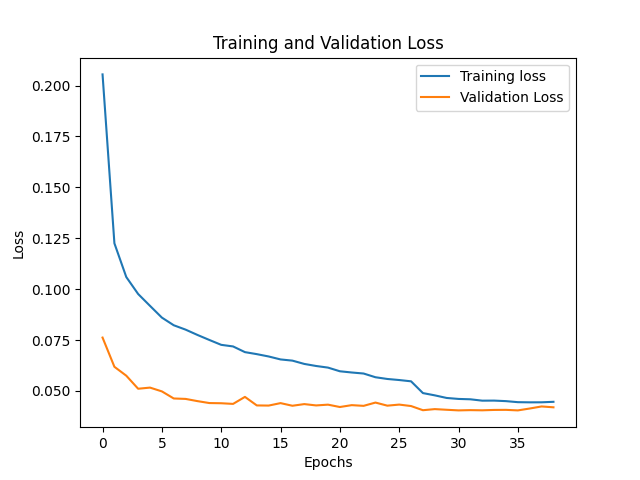 Training and Validation Loss
Training loss
Validation Loss
0.200
0.175
0.150
0.125
0.100
0.075
0.050
Loss
0 5 10 15 20 25 30 35
Epochs